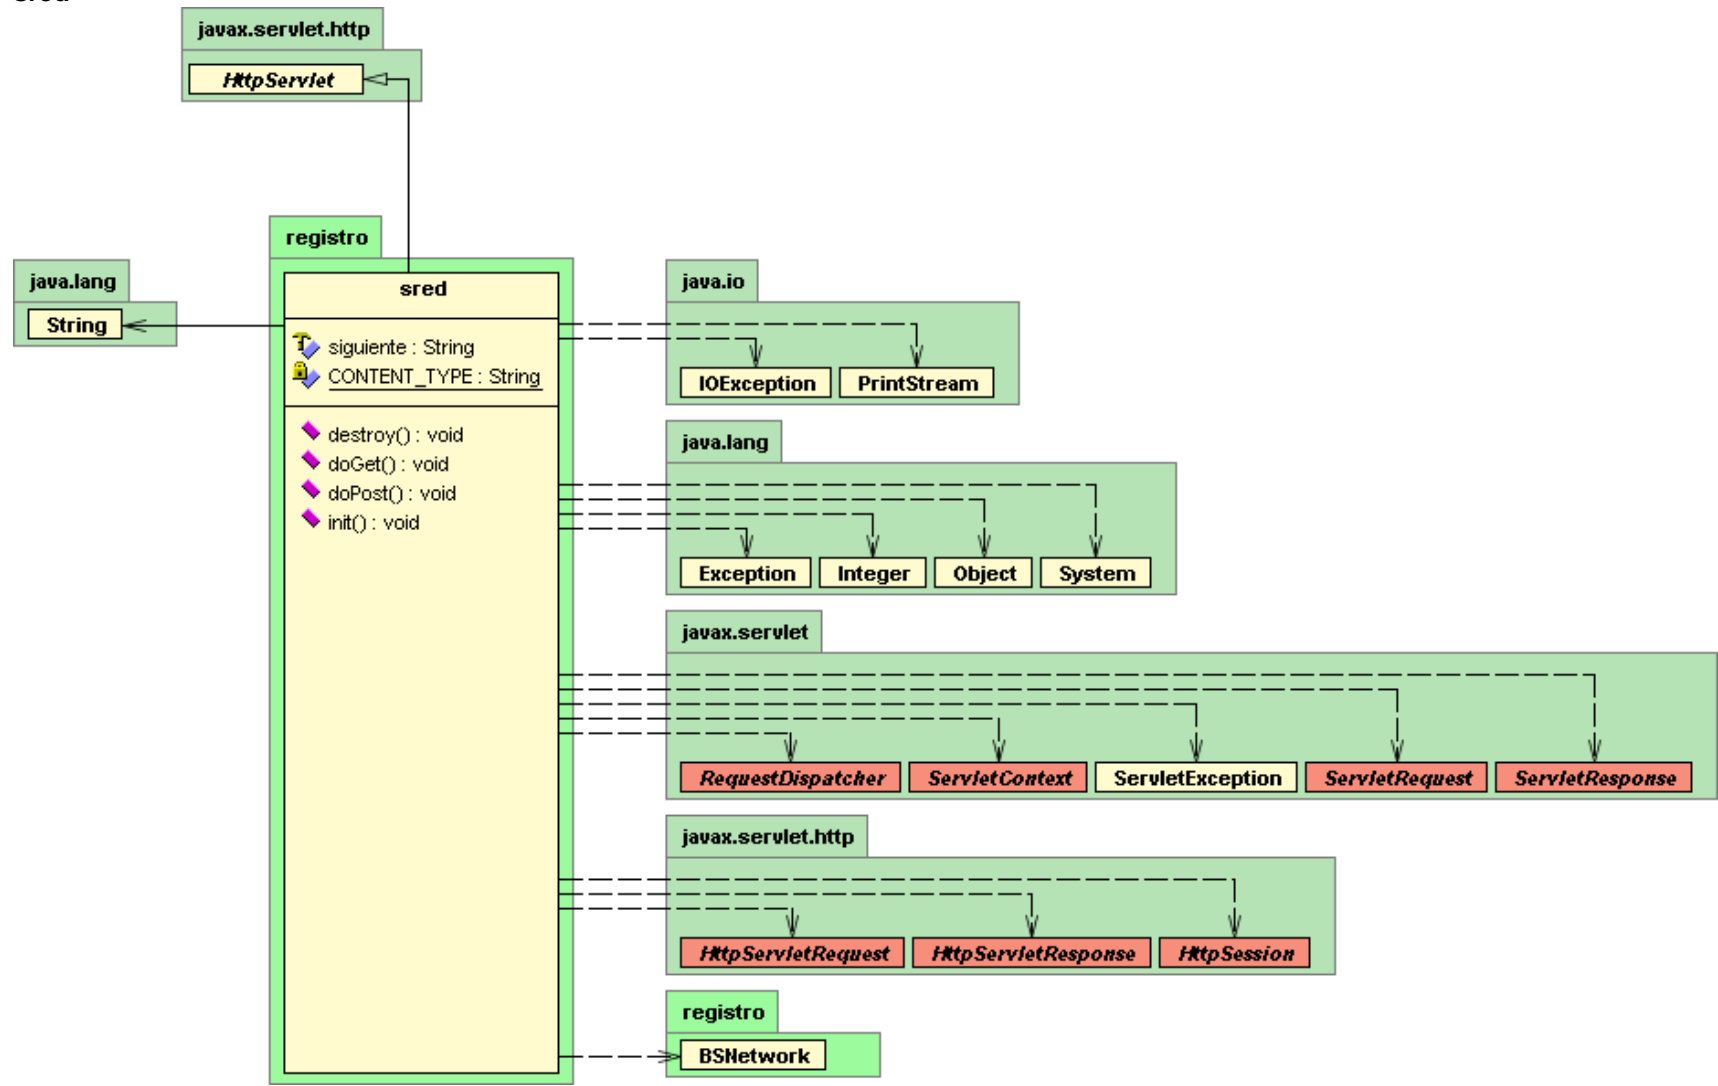 sred
javax.servlet.http
HttpServlet
registro
java.lang
String
sred
siguiente : String
CONTENT_TYPE : String
destroy() : void
doGet() : void
doPost() : void
init() : void
java.io
IOException PrintStream
java.lang
Exception Integer Object System
javax.servlet
RequestDispatcher ServletContext ServletException ServletRequest ServletResponse
javax.servlet.http
HttpServletRequest HttpServletResponse HttpSession
registro
BSNetwork